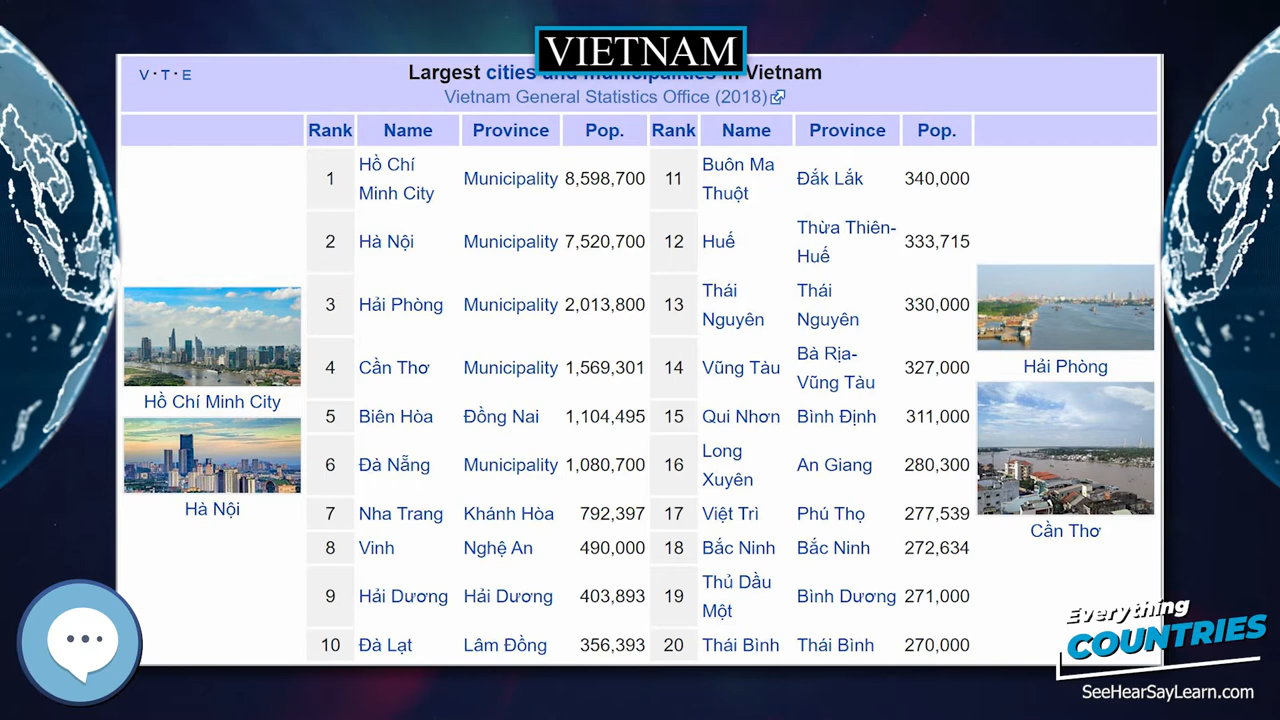 VIETNAM
V · T · E
Largest cities and municipalities in Vietnam
Vietnam General Statistics Office (2018)
Rank Name Province Pop. Rank Name Province Pop.
1 Hồ Chí Minh City Municipality 8,598,700 11 Buôn Ma Thuột Đắk Lắk 340,000
2 Hà Nội Municipality 7,520,700 12 Huế Thừa Thiên-Huế 333,715
3 Hải Phòng Municipality 2,013,800 13 Thái Nguyên Thái Nguyên 330,000
4 Cần Thơ Municipality 1,569,301 14 Vũng Tàu Bà Rịa-Vũng Tàu 327,000
5 Biên Hòa Đồng Nai 1,104,495 15 Qui Nhơn Bình Định 311,000
6 Đà Nẵng Municipality 1,080,700 16 Long Xuyên An Giang 280,300
7 Nha Trang Khánh Hòa 792,397 17 Việt Trì Phú Thọ 277,539
8 Vinh Nghệ An 490,000 18 Bắc Ninh Bắc Ninh 272,634
9 Hải Dương Hải Dương 403,893 19 Thủ Dầu Một Bình Dương 271,000
10 Đà Lạt Lâm Đồng 356,393 20 Thái Bình Thái Bình 270,000
Hồ Chí Minh City
Hà Nội
Hải Phòng
Cần Thơ
Everything
COUNTRIES
SeeHearSayLearn.com